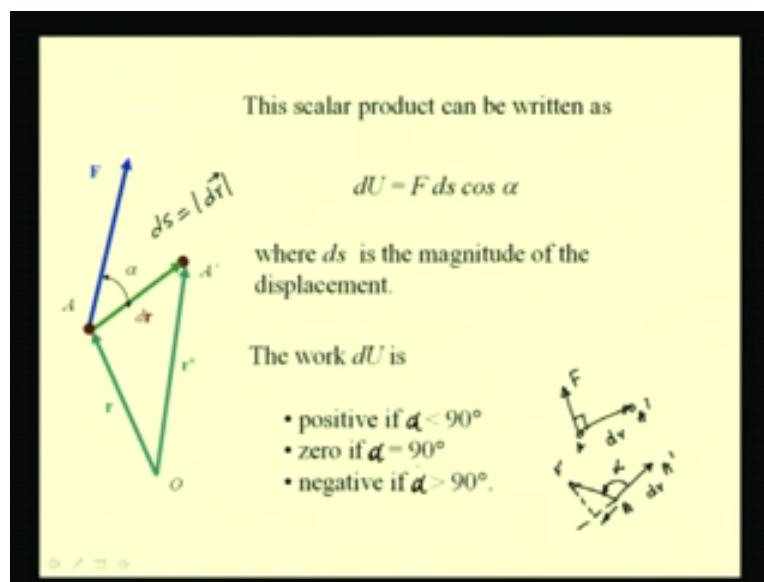 This scalar product can be written as
F
ds = |dr|
dU = F ds cos α
α
where ds is the magnitude of the
displacement.
A'
A
dr
The work dU is
r'
r
F
A'
dr
• positive if α < 90°
• zero if α = 90°
• negative if α > 90°.
α
A'
dr
A
O